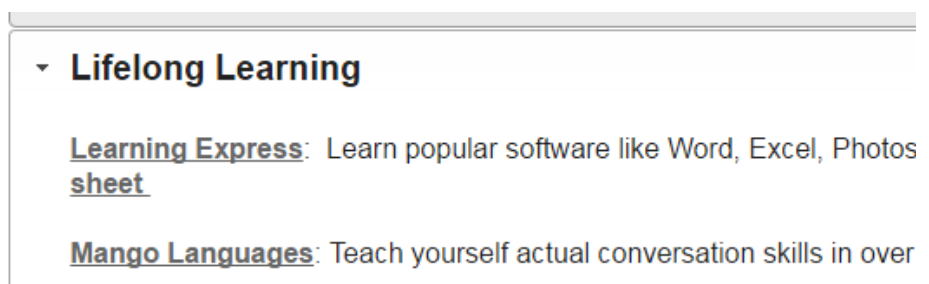 Lifelong Learning
Learning Express: Learn popular software like Word, Excel, Photos
sheet
Mango Languages: Teach yourself actual conversation skills in over